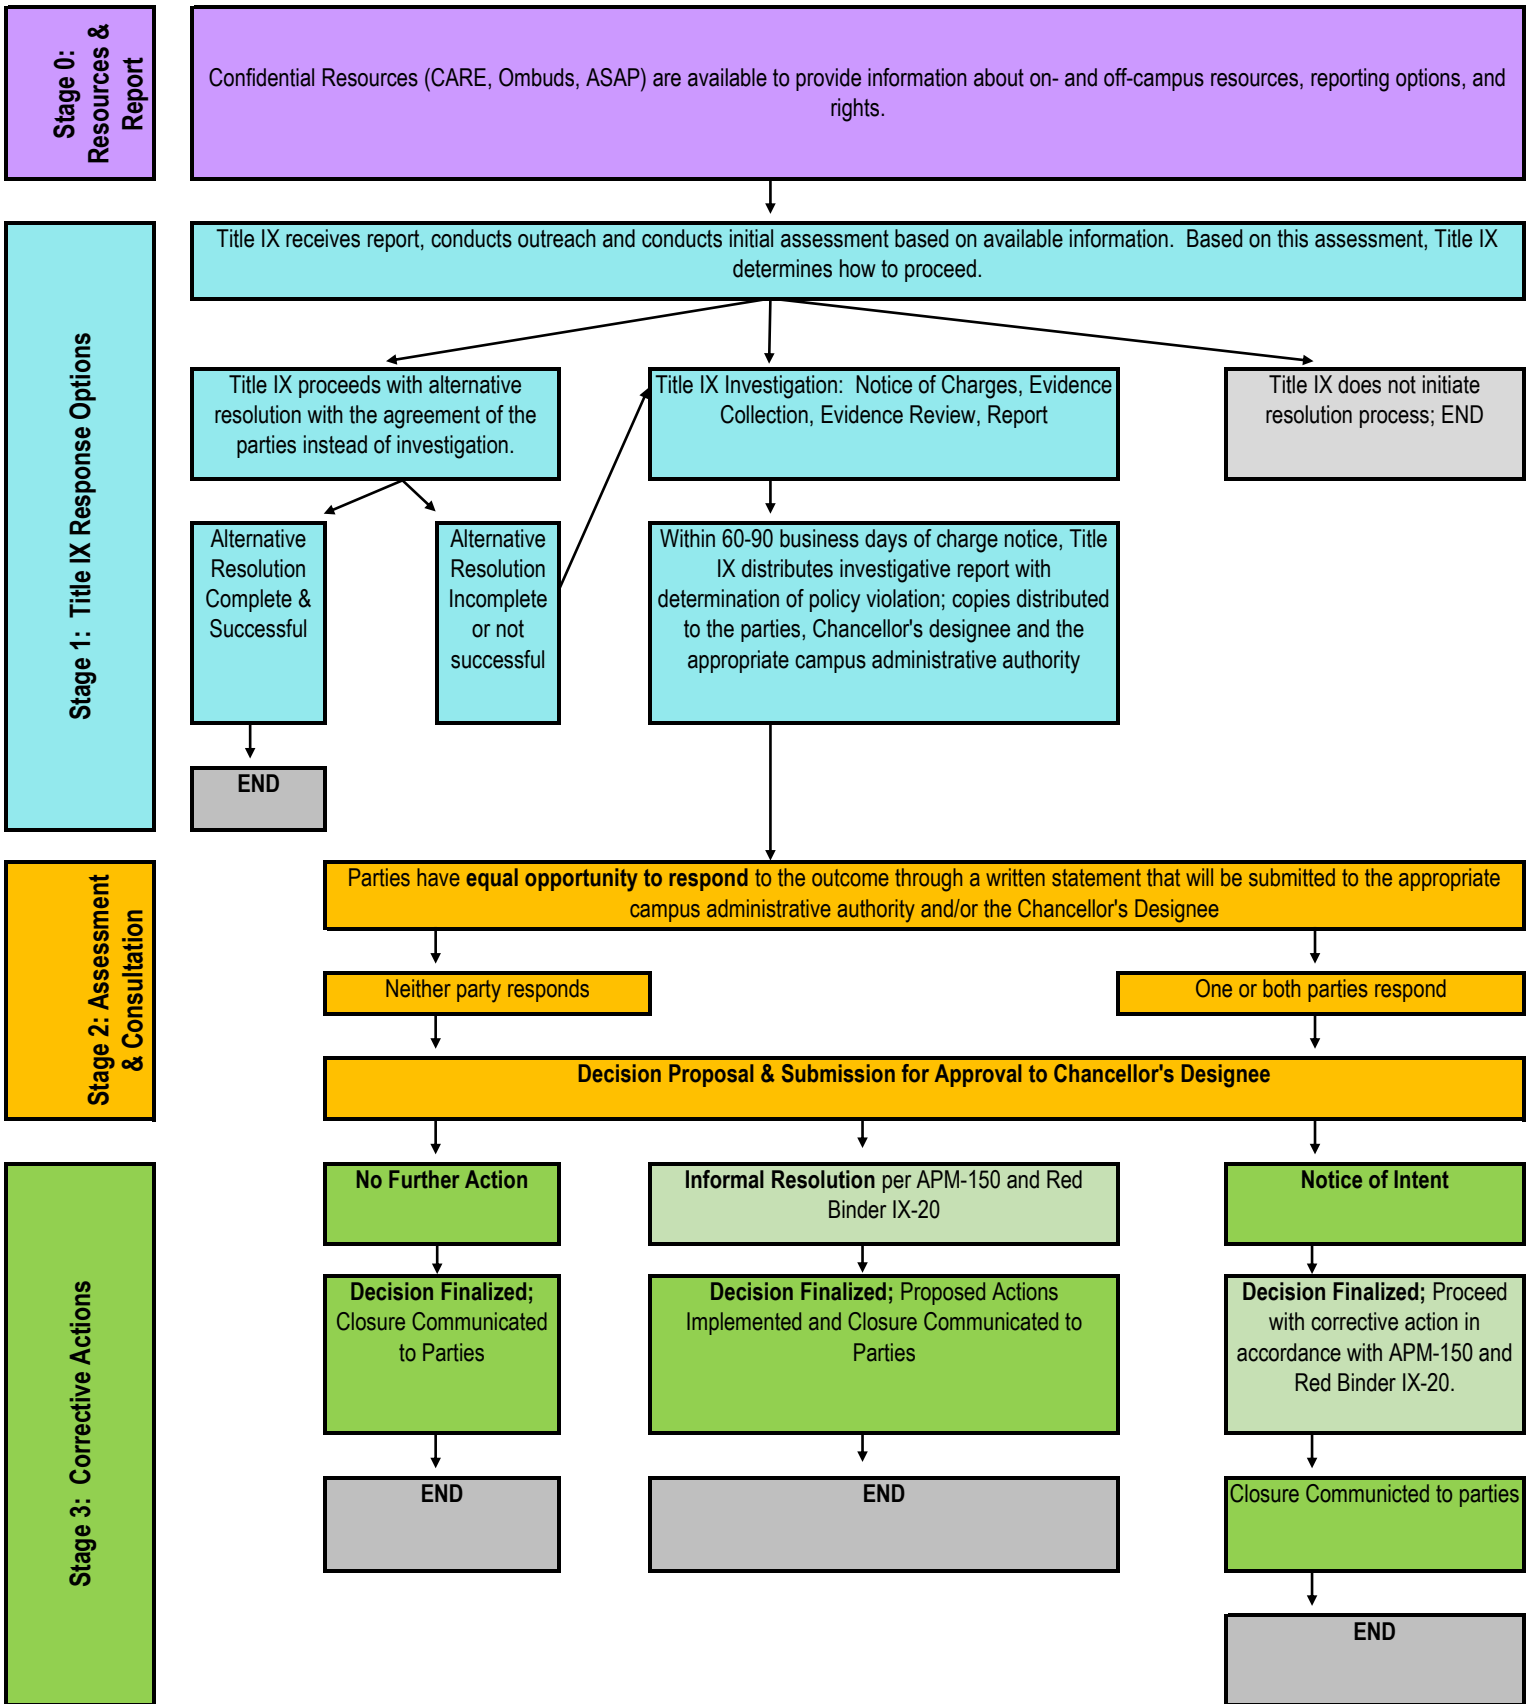 Stage 0:
Resources &
Report
Confidential Resources (CARE, Ombuds, ASAP) are available to provide information about on- and off-campus resources, reporting options, and
rights.
Stage 1:  Title IX Response Options
Title IX receives report, conducts outreach and conducts initial assessment based on available information.  Based on this assessment, Title IX
determines how to proceed.
Title IX proceeds with alternative
resolution with the agreement of the
parties instead of investigation.
Title IX Investigation:  Notice of Charges, Evidence
Collection, Evidence Review, Report
Title IX does not initiate
resolution process; END
Alternative
Resolution
Complete &
Successful
Alternative
Resolution
Incomplete
or not
successful
Within 60-90 business days of charge notice, Title
IX distributes investigative report with
determination of policy violation; copies distributed
to the parties, Chancellor's designee and the
appropriate campus administrative authority
END
Stage 2: Assessment
& Consultation
Parties have equal opportunity to respond to the outcome through a written statement that will be submitted to the appropriate
campus administrative authority and/or the Chancellor's Designee
Neither party responds
One or both parties respond
Decision Proposal & Submission for Approval to Chancellor's Designee
Stage 3:  Corrective Actions
No Further Action
Informal Resolution per APM-150 and Red
Binder IX-20
Notice of Intent
Decision Finalized;
Closure Communicated
to Parties
Decision Finalized; Proposed Actions
Implemented and Closure Communicated to
Parties
Decision Finalized; Proceed
with corrective action in
accordance with APM-150 and
Red Binder IX-20.
END
END
Closure Communicted to parties
END